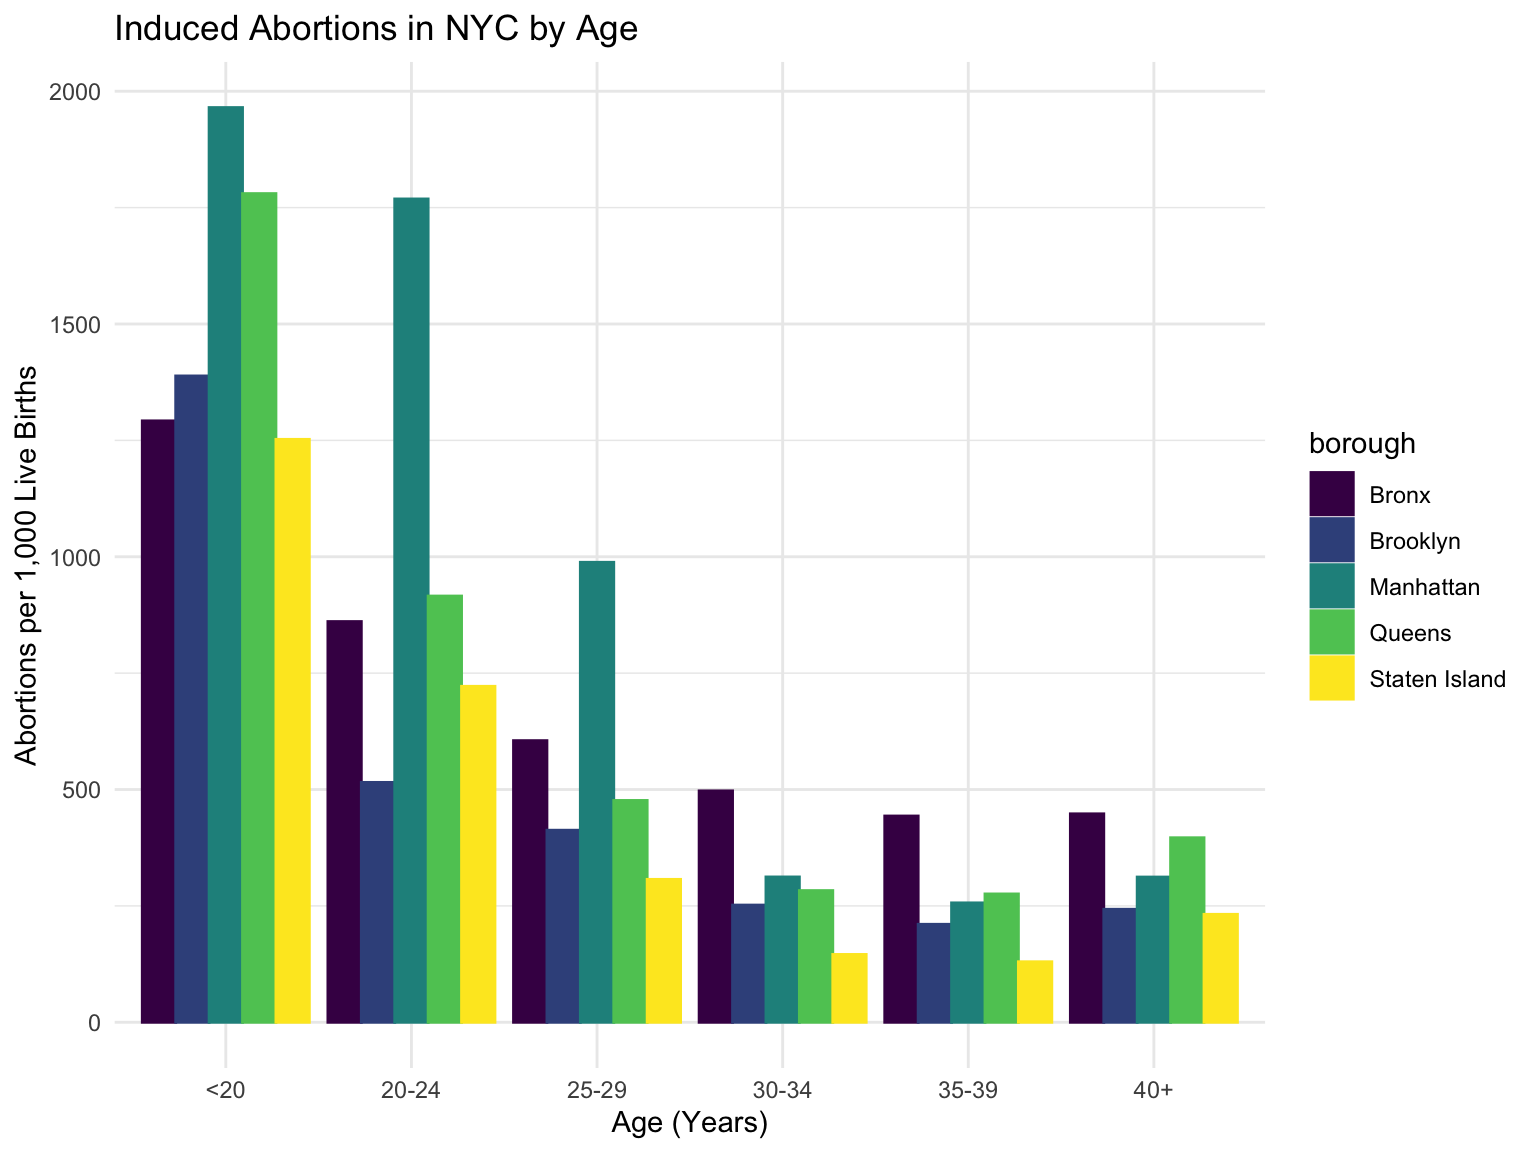 Induced Abortions in NYC by Age
Abortions per 1,000 Live Births
2000
1500
1000
500
0
<20
20-24
25-29
30-34
35-39
40+
Age (Years)
borough
Bronx
Brooklyn
Manhattan
Queens
Staten Island